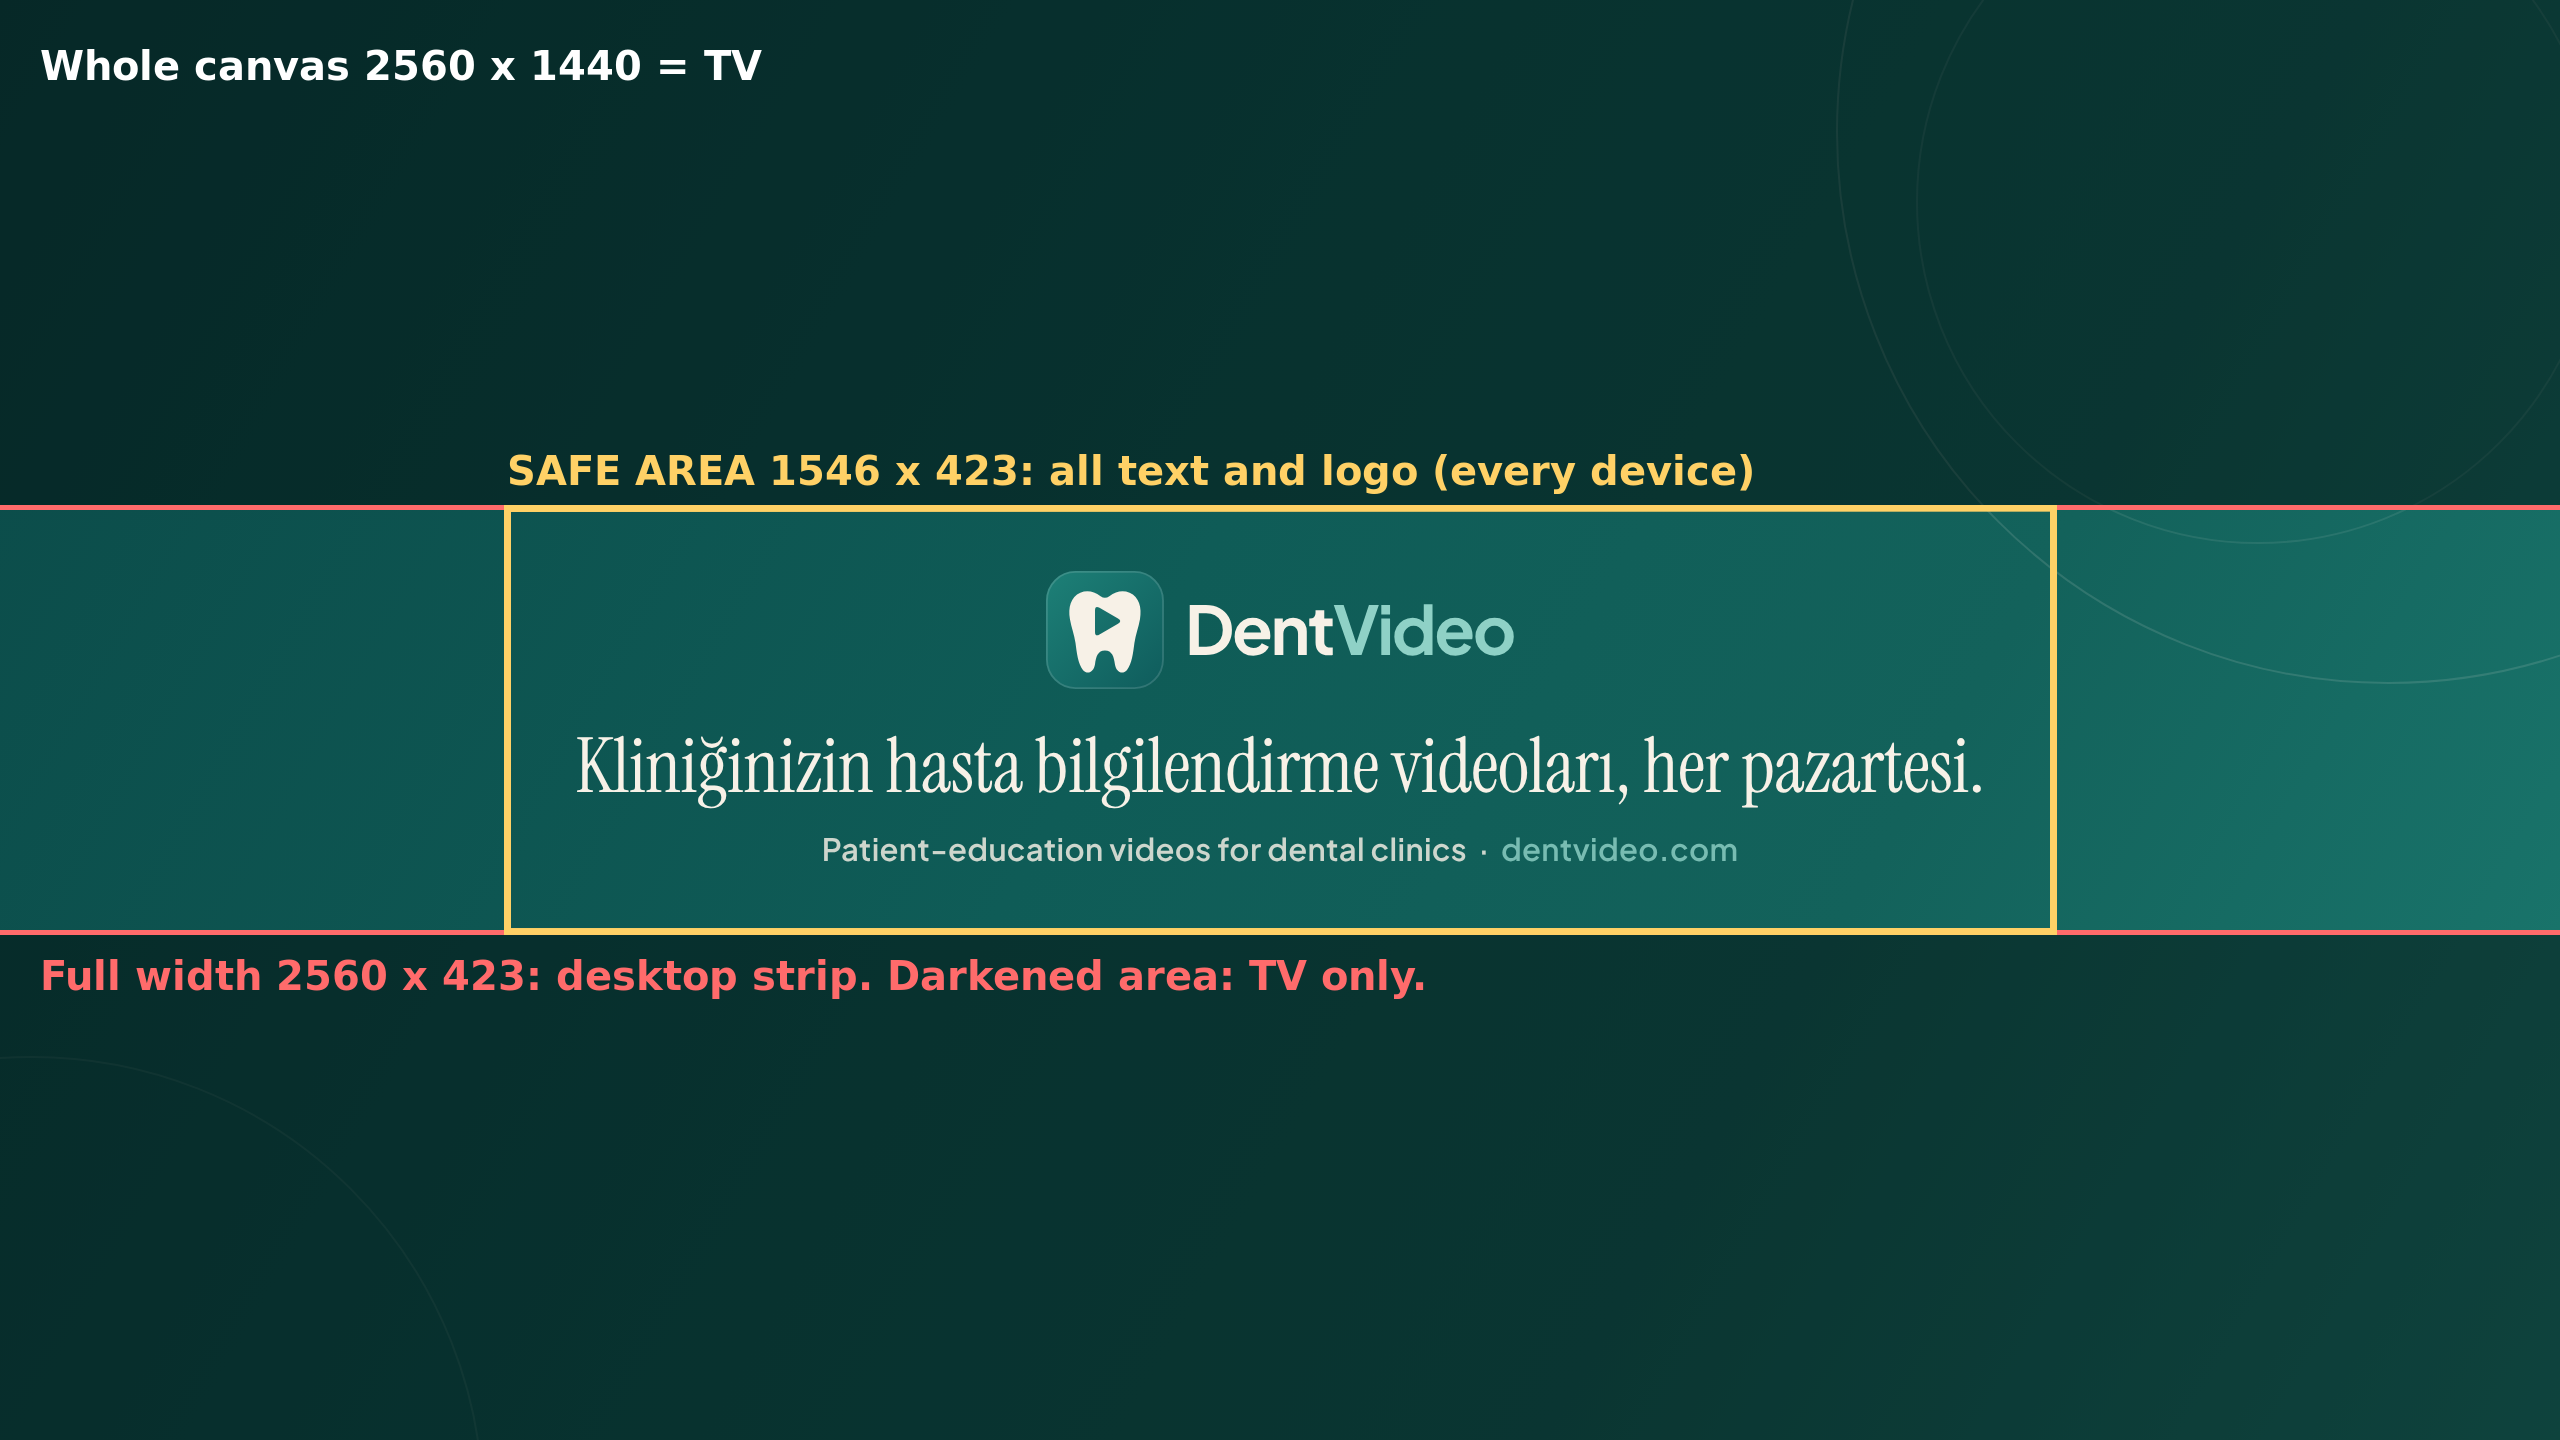 Whole canvas 2560 x 1440 = TV
SAFE AREA 1546 x 423: all text and logo (every device)
DentVideo
Kliniğinizin hasta bilgilendirme videoları, her pazartesi.
Patient-education videos for dental clinics · dentvideo.com
Full width 2560 x 423: desktop strip. Darkened area: TV only.